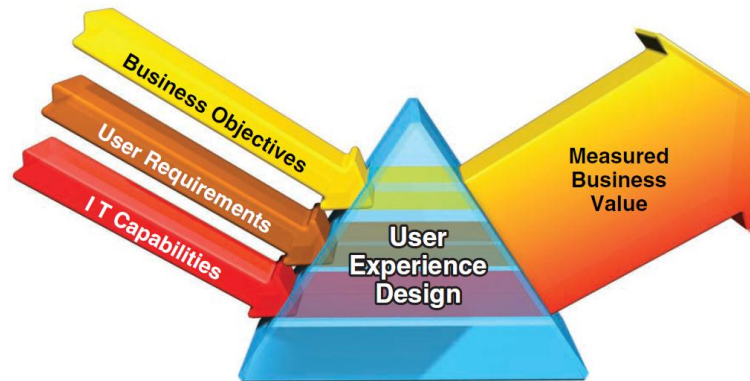 Business Objectives
User Requirements
I T Capabilities
User
Experience
Design
Measured
Business
Value